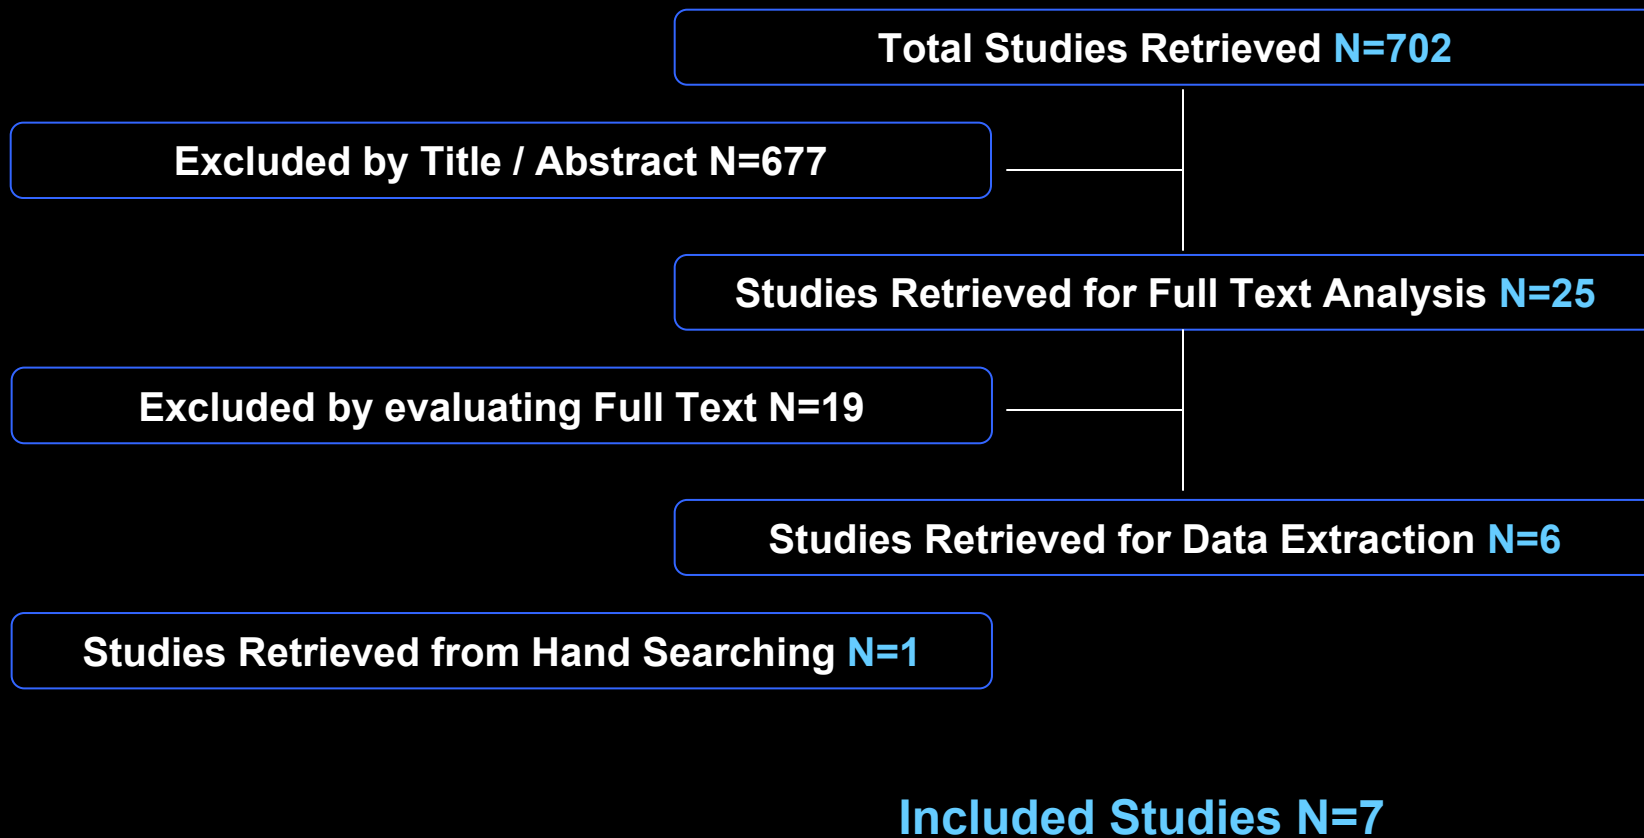 Total Studies Retrieved N=702
Excluded by Title / Abstract N=677
Studies Retrieved for Full Text Analysis N=25
Excluded by evaluating Full Text N=19
Studies Retrieved for Data Extraction N=6
Studies Retrieved from Hand Searching N=1
Included Studies N=7